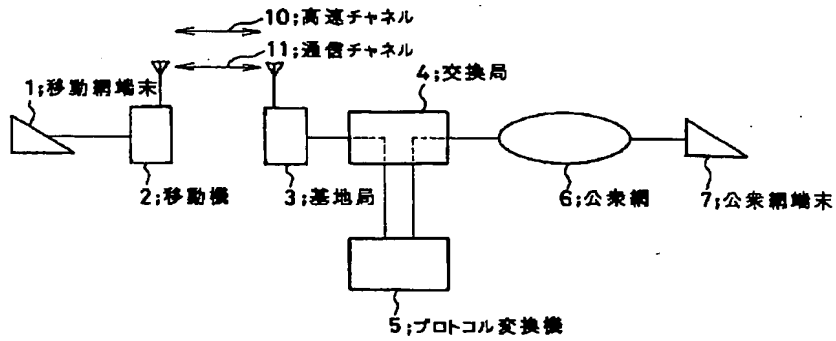 10;高速チャネル
11;通信チャネル
4;交換局
1;移動網端末
2;移動機
3;基地局
6;公衆網
7;公衆網端末
5;プロトコル変換機